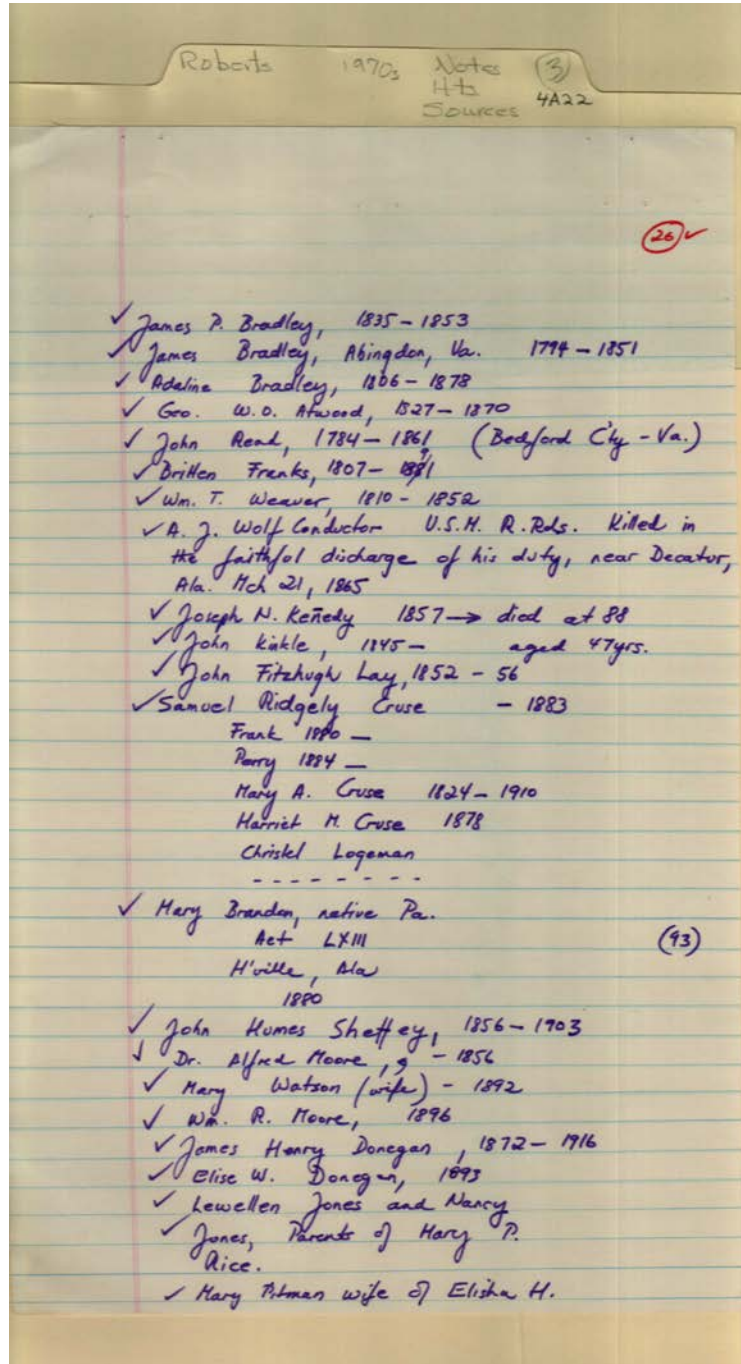 Roberts 1970s Notes (3)
Hts 4A22
Sources
(26) ✓
✓ James P. Bradley, 1835 - 1853
✓ James Bradley, Abingdon, Va. 1794 - 1851
✓ Adaline Bradley, 1806 - 1878
✓ Geo. W.O. Atwood, 1827 - 1870
✓ John Read, 1784 - 1861 (Bedford C'ty - Va.)
✓ Britten Franks, 1807 -
✓ Wm. T. Weaver, 1810 - 1852
✓ A. J. Wolf Conductor U.S.M. R.Rds. Killed in
the faithful discharge of his duty, near Decatur,
Ala. Mch 21, 1865
✓ Joseph N. Keñedy 1857 → died at 88
✓ John Kinkle, 1845 - aged 47yrs.
✓ John Fitzhugh Lay, 1852 - 56
✓ Samuel Ridgely Cruse - 1883
Frank 1880 -
Perry 1884 -
Mary A. Cruse 1824 - 1910
Harriet M. Cruse 1878
Christel Logeman
- - - - - - - - -
✓ Mary Brandon, native Pa.
Aet LXIII (93)
H'ville, Ala
1880
✓ John Humes Sheffey, 1856 - 1903
✓ Dr. Alfred Moore, - 1856
✓ Mary Watson (wife) - 1892
✓ Wm. R. Moore, 1896
✓ James Henry Donegan, 1872 - 1916
✓ Elise W. Donegan, 1893
✓ Lewellen Jones and Nancy
✓ Jones, Parents of Mary P.
Rice.
✓ Mary Pitman wife of Elisha H.